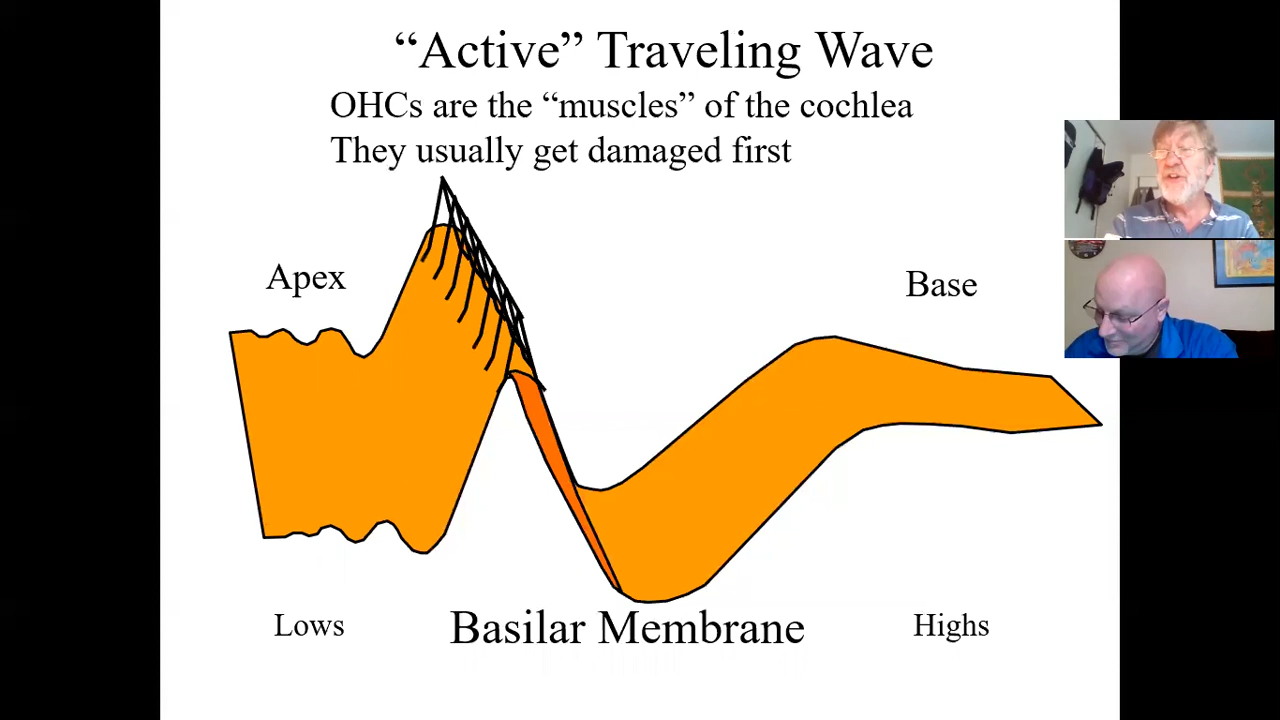 “Active” Traveling Wave
OHCs are the “muscles” of the cochlea
They usually get damaged first
Apex
Base
Lows
Basilar Membrane
Highs